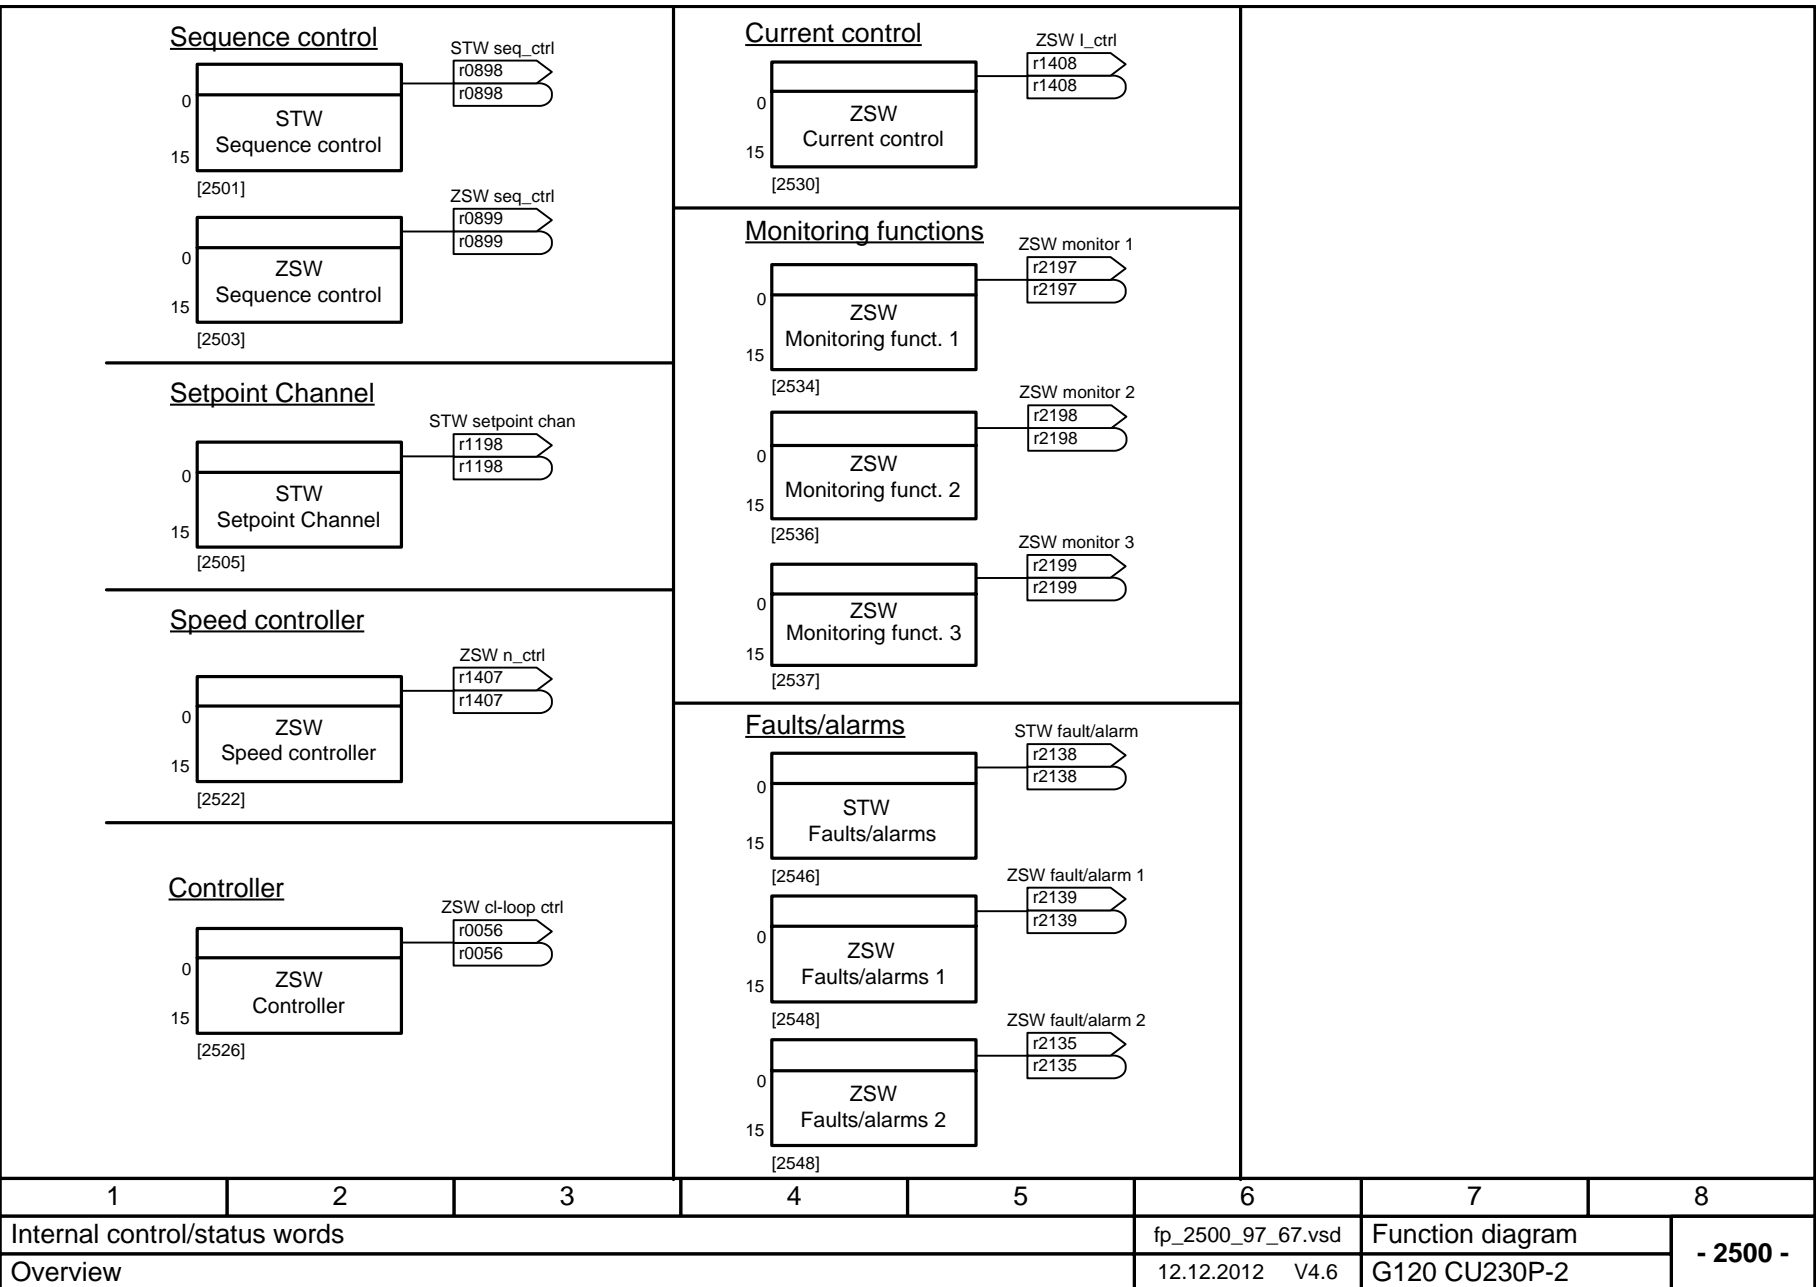 Sequence control
STW seq_ctrl
r0898
r0898
0
STW
Sequence control
15
[2501]
ZSW seq_ctrl
r0899
r0899
0
ZSW
Sequence control
15
[2503]
Setpoint Channel
STW setpoint chan
r1198
r1198
0
STW
Setpoint Channel
15
[2505]
Speed controller
ZSW n_ctrl
r1407
r1407
0
ZSW
Speed controller
15
[2522]
Controller
ZSW cl-loop ctrl
r0056
r0056
0
ZSW
Controller
15
[2526]
Current control
ZSW I_ctrl
r1408
r1408
0
ZSW
Current control
15
[2530]
Monitoring functions
ZSW monitor 1
r2197
r2197
0
ZSW
Monitoring funct. 1
15
[2534]
ZSW monitor 2
r2198
r2198
0
ZSW
Monitoring funct. 2
15
[2536]
ZSW monitor 3
r2199
r2199
0
ZSW
Monitoring funct. 3
15
[2537]
Faults/alarms
STW fault/alarm
r2138
r2138
0
STW
Faults/alarms
15
[2546]
ZSW fault/alarm 1
r2139
r2139
0
ZSW
Faults/alarms 1
15
[2548]
ZSW fault/alarm 2
r2135
r2135
0
ZSW
Faults/alarms 2
15
[2548]
1 2 3 4 5 6 7 8
Internal control/status words fp_2500_97_67.vsd Function diagram
- 2500 -
Overview 12.12.2012 V4.6 G120 CU230P-2